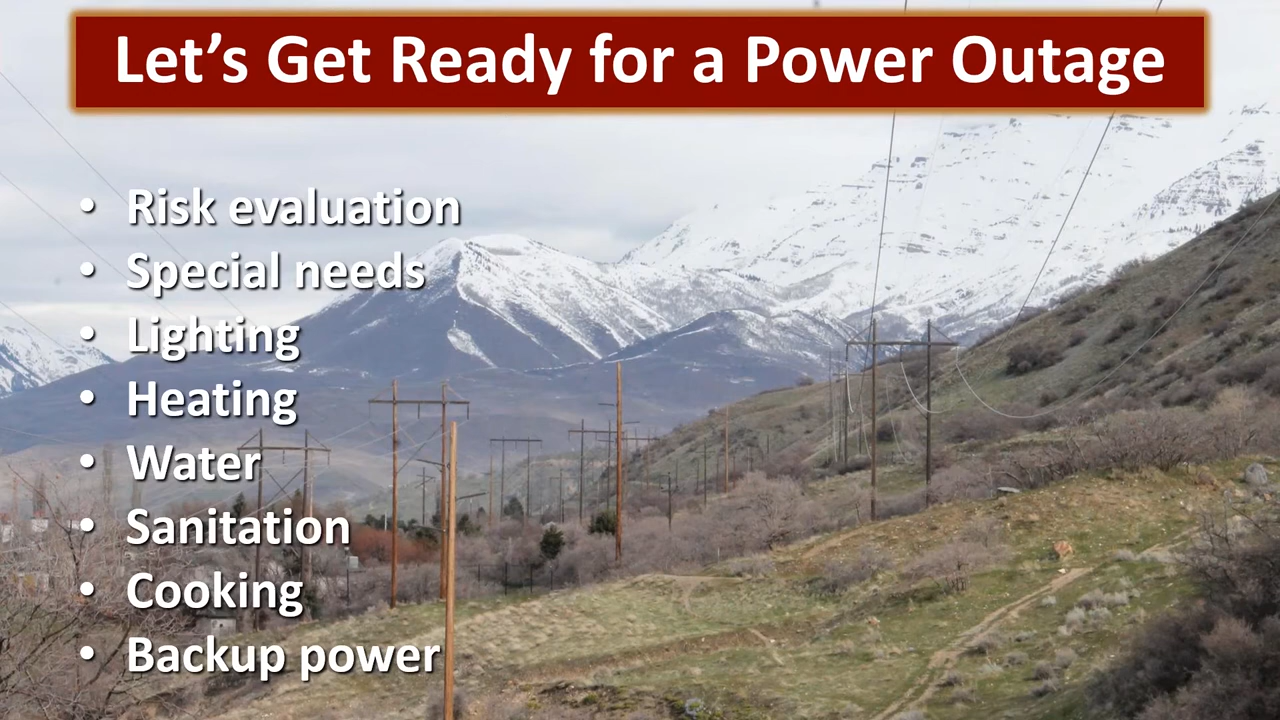 Let’s Get Ready for a Power Outage
• Risk evaluation
• Special needs
• Lighting
• Heating
• Water
• Sanitation
• Cooking
• Backup power